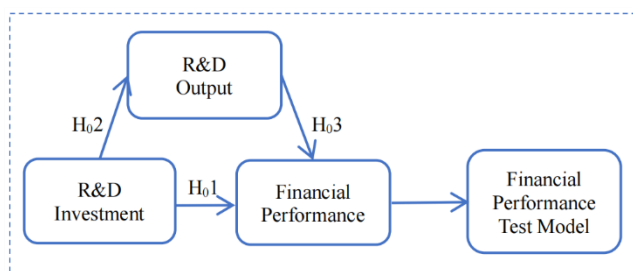 R&D
Output
H₀2
H₀3
R&D
Investment
H₀1
Financial
Performance
Financial
Performance
Test Model